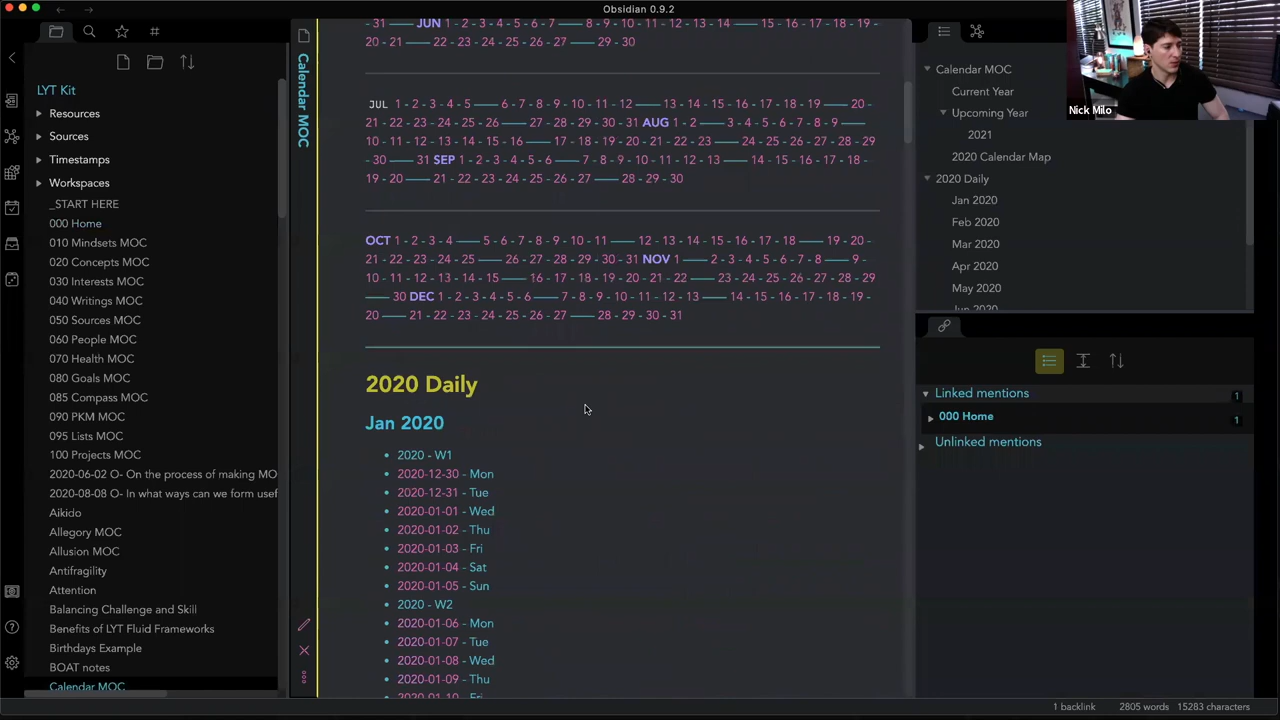 Obsidian 0.9.2
LYT Kit
Resources
Sources
Timestamps
Workspaces
_START HERE
000 Home
010 Mindsets MOC
020 Concepts MOC
030 Interests MOC
040 Writings MOC
050 Sources MOC
060 People MOC
070 Health MOC
080 Goals MOC
085 Compass MOC
090 PKM MOC
095 Lists MOC
100 Projects MOC
2020-06-02 O- On the process of making MO
2020-08-08 O- In what ways can we form usef
Aikido
Allegory MOC
Allusion MOC
Antifragility
Attention
Balancing Challenge and Skill
Benefits of LYT Fluid Frameworks
Birthdays Example
BOAT notes
Calendar MOC
Calendar MOC
-31 —— JUN 1 - 2 - 3 - 4 - 5 - 6 - 7 —— 8 - 9 - 10 - 11 - 12 - 13 - 14 —— 15 - 16 - 17 - 18 - 19 -
20 - 21 —— 22 - 23 - 24 - 25 - 26 - 27 - 28 —— 29 - 30
JUL 1 - 2 - 3 - 4 - 5 —— 6 - 7 - 8 - 9 - 10 - 11 - 12 —— 13 - 14 - 15 - 16 - 17 - 18 - 19 —— 20 -
21 - 22 - 23 - 24 - 25 - 26 —— 27 - 28 - 29 - 30 - 31 AUG 1 - 2 —— 3 - 4 - 5 - 6 - 7 - 8 - 9 ——
10 - 11 - 12 - 13 - 14 - 15 - 16 —— 17 - 18 - 19 - 20 - 21 - 22 - 23 —— 24 - 25 - 26 - 27 - 28 - 29
- 30 —— 31 SEP 1 - 2 - 3 - 4 - 5 - 6 —— 7 - 8 - 9 - 10 - 11 - 12 - 13 —— 14 - 15 - 16 - 17 - 18 -
19 - 20 —— 21 - 22 - 23 - 24 - 25 - 26 - 27 —— 28 - 29 - 30
OCT 1 - 2 - 3 - 4 —— 5 - 6 - 7 - 8 - 9 - 10 - 11 —— 12 - 13 - 14 - 15 - 16 - 17 - 18 —— 19 - 20 -
21 - 22 - 23 - 24 - 25 —— 26 - 27 - 28 - 29 - 30 - 31 NOV 1 —— 2 - 3 - 4 - 5 - 6 - 7 - 8 —— 9 -
10 - 11 - 12 - 13 - 14 - 15 —— 16 - 17 - 18 - 19 - 20 - 21 - 22 —— 23 - 24 - 25 - 26 - 27 - 28 - 29
—— 30 DEC 1 - 2 - 3 - 4 - 5 - 6 —— 7 - 8 - 9 - 10 - 11 - 12 - 13 —— 14 - 15 - 16 - 17 - 18 - 19 -
20 —— 21 - 22 - 23 - 24 - 25 - 26 - 27 —— 28 - 29 - 30 - 31
2020 Daily
Jan 2020
2020 - W1
2020-12-30 - Mon
2020-12-31 - Tue
2020-01-01 - Wed
2020-01-02 - Thu
2020-01-03 - Fri
2020-01-04 - Sat
2020-01-05 - Sun
2020 - W2
2020-01-06 - Mon
2020-01-07 - Tue
2020-01-08 - Wed
2020-01-09 - Thu
2020-01-10 - Fri
Calendar MOC
Current Year
Upcoming Year
2021
2020 Calendar Map
2020 Daily
Jan 2020
Feb 2020
Mar 2020
Apr 2020
May 2020
Jun 2020
Nick Milo
Linked mentions 1
000 Home 1
Unlinked mentions
1 backlink 2805 words 15283 characters